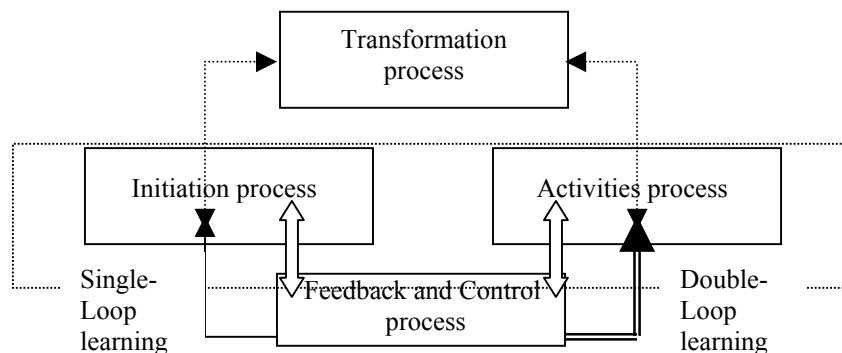 Transformation
process
Initiation process
Activities process
Single-
Loop
learning
Feedback and Control
process
Double-
Loop
learning